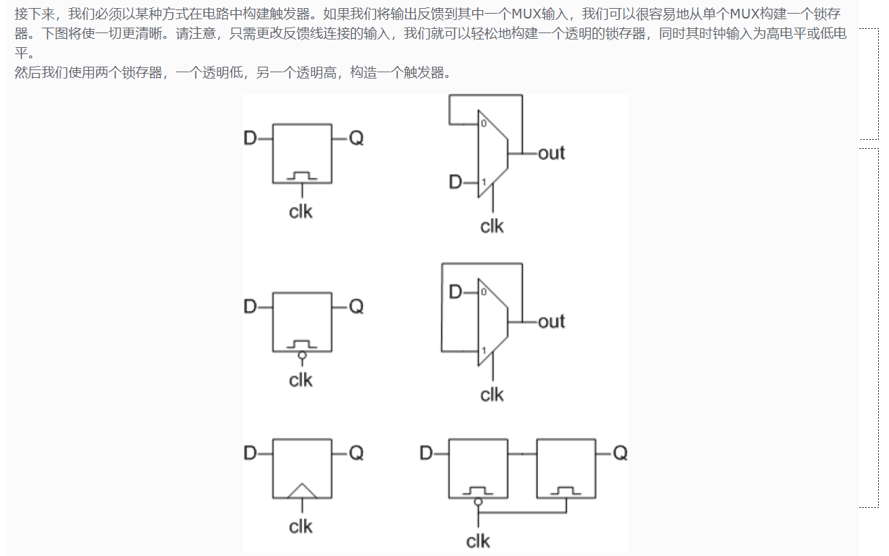 接下来，我们必须以某种方式在电路中构建触发器。如果我们将输出反馈到其中一个MUX输入，我们可以很容易地从单个MUX构建一个锁存
器。下图将使一切更清晰。请注意，只需更改反馈线连接的输入，我们就可以轻松地构建一个透明的锁存器，同时其时钟输入为高电平或低电
平。
然后我们使用两个锁存器，一个透明低，另一个透明高，构造一个触发器。
D Q 0 out
D 1
clk clk
D Q D 0 out
1
clk clk
D Q D Q
clk clk